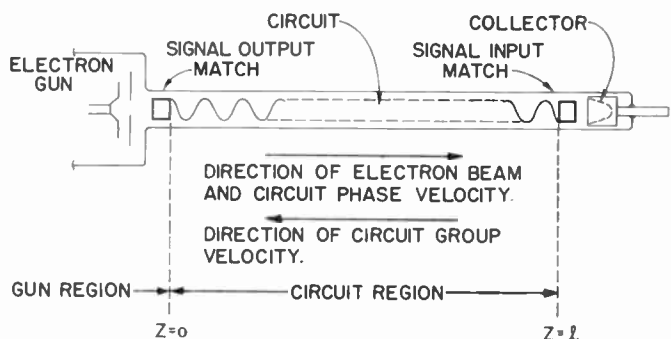 CIRCUIT
COLLECTOR
SIGNAL OUTPUT
MATCH
SIGNAL INPUT
MATCH
ELECTRON
GUN
DIRECTION OF ELECTRON BEAM
AND CIRCUIT PHASE VELOCITY.
DIRECTION OF CIRCUIT GROUP
VELOCITY.
GUN REGION
CIRCUIT REGION
Z=o
Z=l